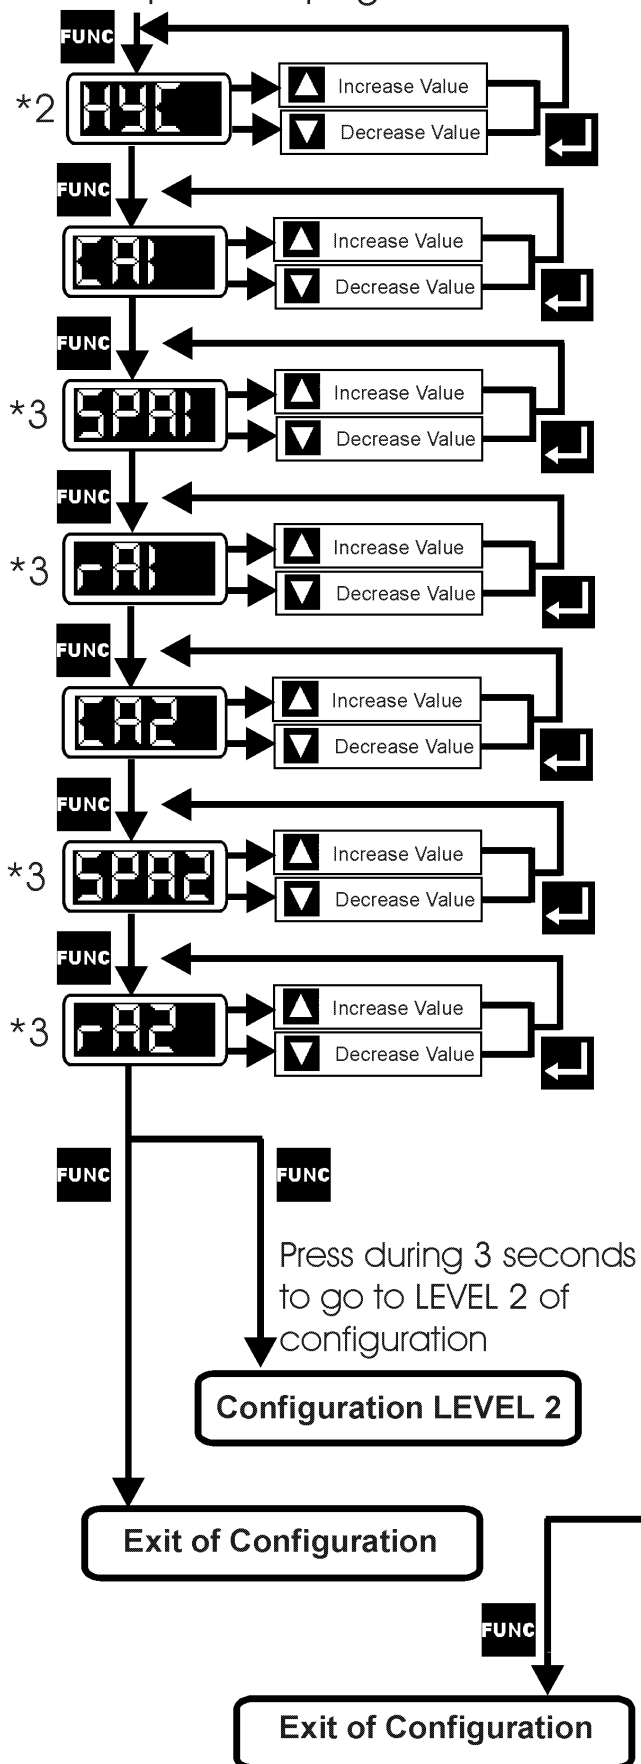 FUNC
*2 HYC
Increase Value
Decrease Value
FUNC
CA1
Increase Value
Decrease Value
FUNC
*3 SPA1
Increase Value
Decrease Value
FUNC
*3 rA1
Increase Value
Decrease Value
FUNC
CA2
Increase Value
Decrease Value
FUNC
*3 SPA2
Increase Value
Decrease Value
FUNC
*3 rA2
Increase Value
Decrease Value
FUNC
FUNC
Press during 3 seconds
to go to LEVEL 2 of
configuration
Configuration LEVEL 2
Exit of Configuration
FUNC
Exit of Configuration